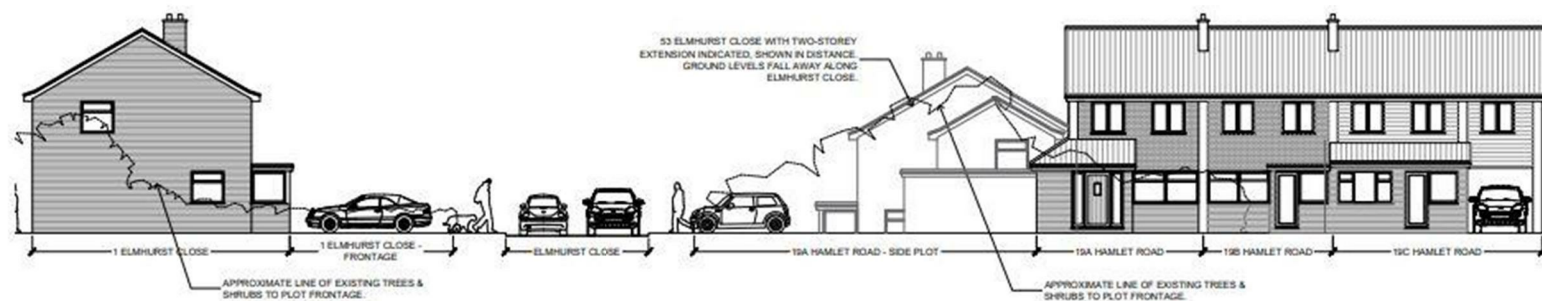 53 ELMHURST CLOSE WITH TWO-STOREY
EXTENSION INDICATED, SHOWN IN DISTANCE.
GROUND LEVELS FALL AWAY ALONG
ELMHURST CLOSE.
1 ELMHURST CLOSE
1 ELMHURST CLOSE -
FRONTAGE
ELMHURST CLOSE
19A HAMLET ROAD - SIDE PLOT
19A HAMLET ROAD
19B HAMLET ROAD
19C HAMLET ROAD
APPROXIMATE LINE OF EXISTING TREES &
SHRUBS TO PLOT FRONTAGE.
APPROXIMATE LINE OF EXISTING TREES &
SHRUBS TO PLOT FRONTAGE.